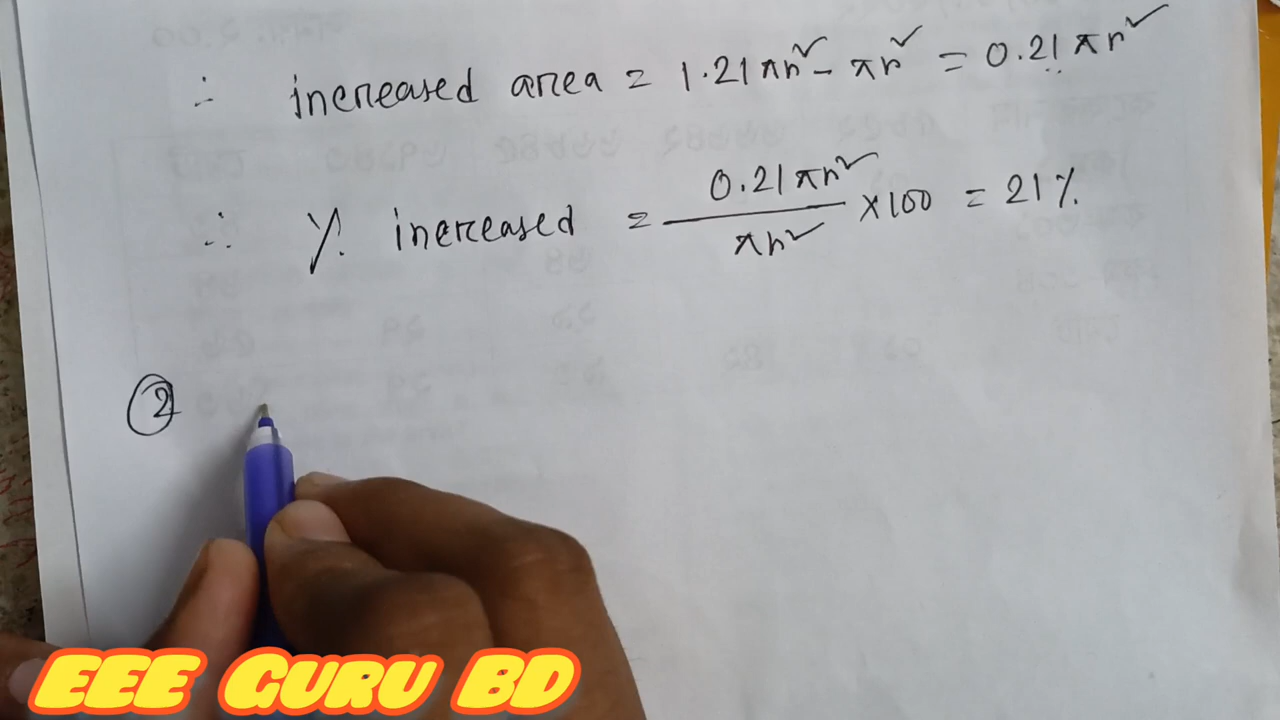 ∴ increased area = 1.21πr² - πr² = 0.21πr²
∴ % increased = 0.21πr² / πr² × 100 = 21%
2
EEE GURU BD